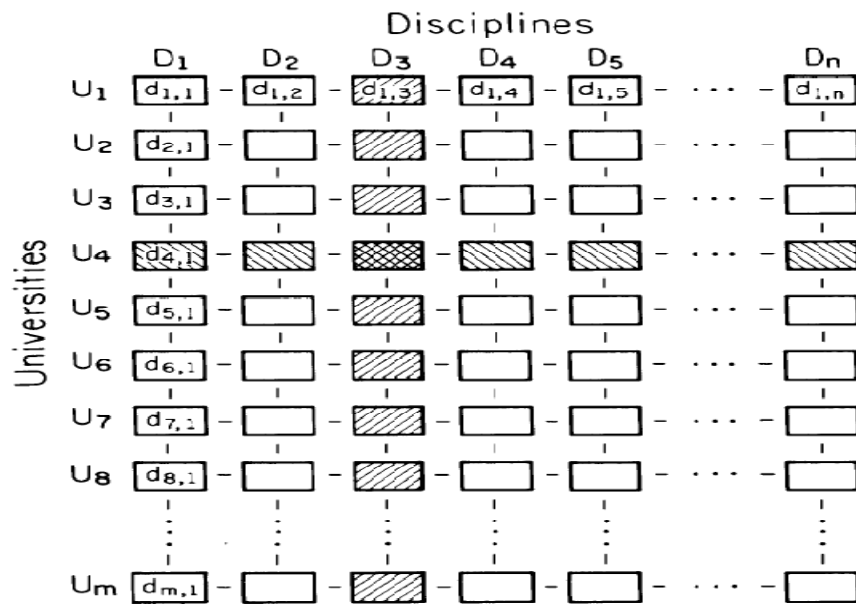 Disciplines
D1 D2 D3 D4 D5 Dn
U1 d1,1 d1,2 d1,3 d1,4 d1,5 ... d1,n
U2 d2,1 ...
U3 d3,1 ...
Universities
U4 d4,1 ...
U5 d5,1 ...
U6 d6,1 ...
U7 d7,1 ...
U8 d8,1 ...
Um dm,1 ...